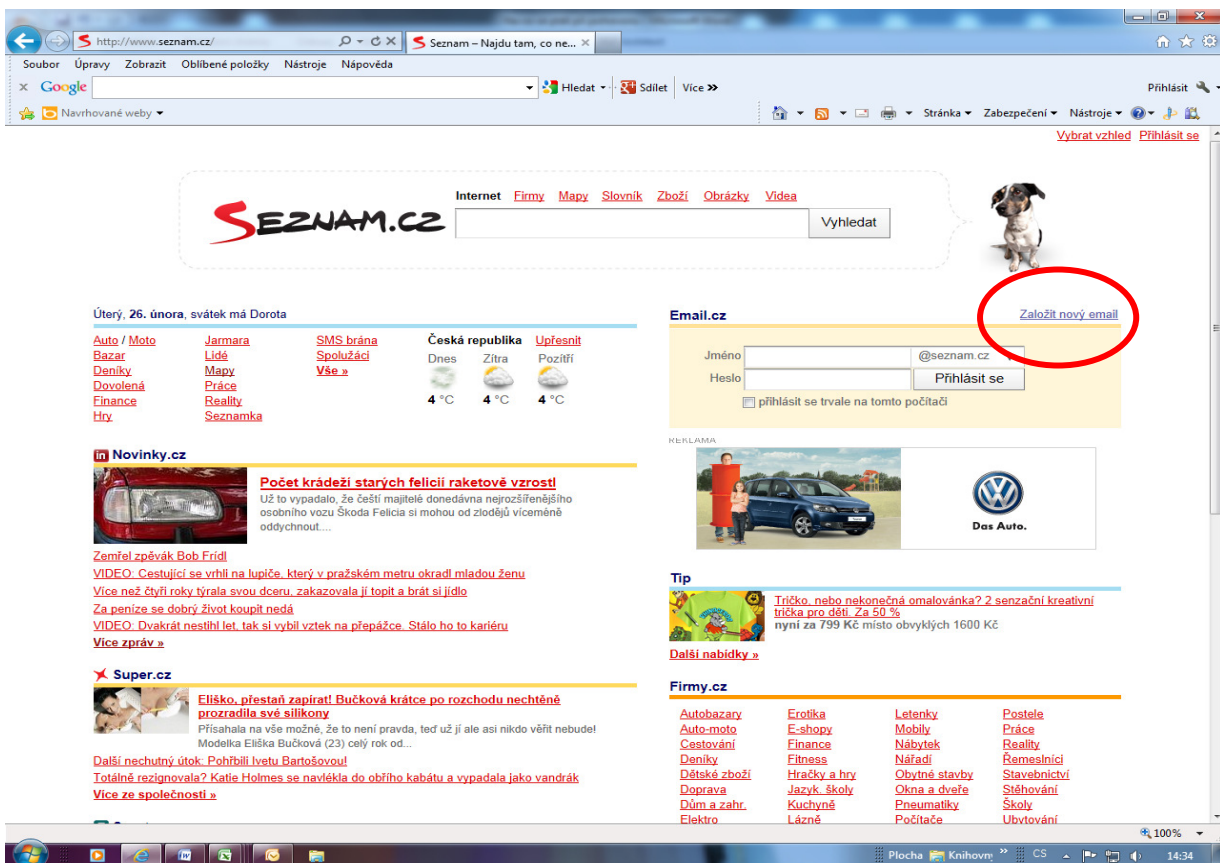 http://www.seznam.cz/
Seznam – Najdu tam, co ne...
Soubor Úpravy Zobrazit Oblíbené položky Nástroje Nápověda
x Google Hledat Sdílet Více » Přihlásit
Navrhované weby Stránka Zabezpečení Nástroje
Vybrat vzhled Přihlásit se
Internet Firmy Mapy Slovník Zboží Obrázky Videa
SEZNAM.CZ Vyhledat
Úterý, 26. února, svátek má Dorota
Auto / Moto Jarmara SMS brána
Bazar Lidé Spolužáci
Deníky Mapy Vše »
Dovolená Práce
Finance Reality
Hry Seznamka
Česká republika Upřesnit
Dnes Zítra Pozítří
4 °C 4 °C 4 °C
Email.cz Založit nový email
Jméno @seznam.cz
Heslo Přihlásit se
přihlásit se trvale na tomto počítači
REKLAMA
Das Auto.
Novinky.cz
Počet krádeží starých felicií raketově vzrostl
Už to vypadalo, že čeští majitelé donedávna nejrozšířenějšího
osobního vozu Škoda Felicia si mohou od zlodějů víceméně
oddychnout....
Zemřel zpěvák Bob Frídl
VIDEO: Cestující se vrhli na lupiče, který v pražském metru okradl mladou ženu
Více než čtyři roky týrala svou dceru, zakazovala jí topit a brát si jídlo
Za peníze se dobrý život koupit nedá
VIDEO: Dvakrát nestihl let, tak si vybil vztek na přepážce. Stálo ho to kariéru
Více zpráv »
Tip
Tričko, nebo nekonečná omalovánka? 2 senzační kreativní
trička pro děti. Za 50 %
nyní za 799 Kč místo obvyklých 1600
Kč
Další nabídky »
Super.cz
Eliško, přestaň zapírat! Bučková krátce po rozchodu nechtěně
prozradila své silikony
Přísahala na vše možné, že to není pravda, teď už jí ale asi nikdo věřit nebude!
Modelka Eliška Bučková (23) celý rok od...
Další nechutný útok: Pohřbili Ivetu Bartošovou!
Totálně rezignovala? Katie Holmes se navlékla do obřího kabátu a vypadala jako vandrák
Více ze společnosti »
Firmy.cz
Autobazary Erotika Letenky Postele
Auto-moto E-shopy Mobily Práce
Cestování Finance Nábytek Reality
Deníky Fitness Nářadí Řemeslníci
Dětské zboží Hračky a hry Obytné stavby Stavebnictví
Doprava Jazyk. školy Okna a dveře Stěhování
Dům a zahr. Kuchyně Pneumatiky Školy
Elektro Lázně Počítače Ubytování
100%
Plocha Knihovny » CS 14:34